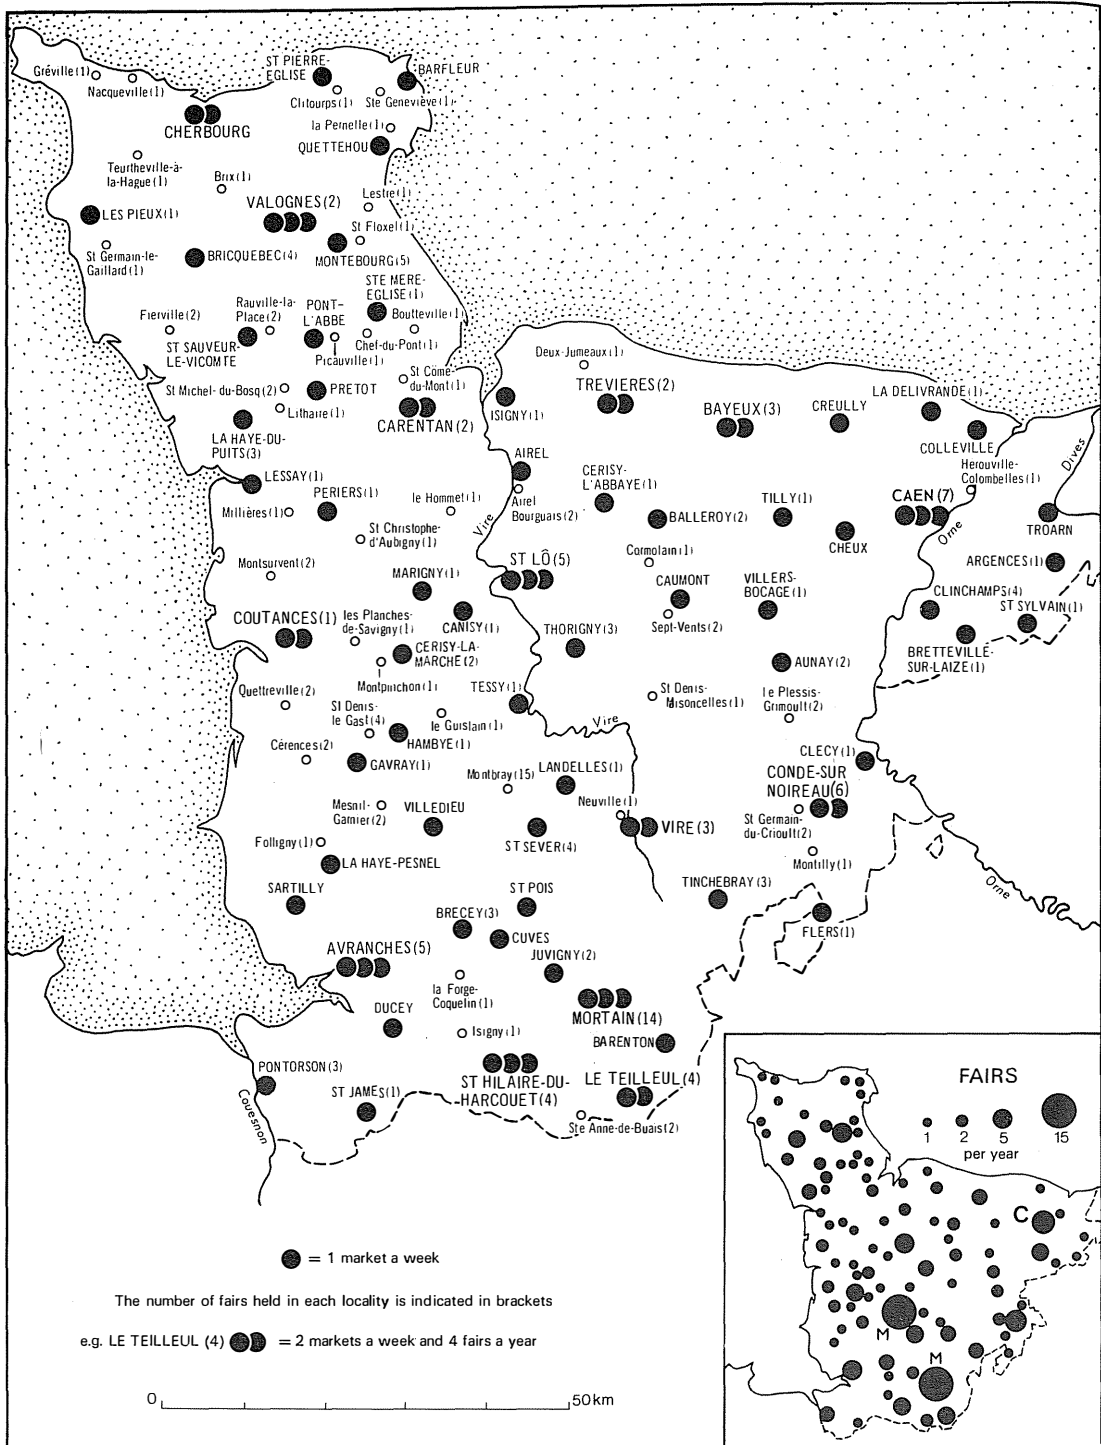 Gréville(1)
Nacqueville(1)
ST PIERRE-
EGLISE
BARFLEUR
Clitourps(1)
Ste Geneviève(1)
CHERBOURG
la Pernelle(1)
QUETTEHOU
Teurtheville-à-
la-Hague(1)
Brix(1)
Lestre(1)
VALOGNES(2)
LES PIEUX(1)
St Floxel(1)
St Germain-le-
Gaillard(1)
BRICQUEBEC(4)
MONTEBOURG(5)
STE MERE-
EGLISE(1)
Fierville(2)
Rauville-la-
Place(2)
PONT-
L'ABBE
Boutteville(1)
ST SAUVEUR-
LE-VICOMTE
Picauville(1)
Chef-du-Pont(1)
Deux-Jumeaux(1)
St Côme-
du-Mont(1)
St Michel-du-Bosq(2)
PRETOT
Lithaire(1)
CARENTAN(2)
ISIGNY(1)
TREVIERES(2)
BAYEUX(3)
CREULLY
LA DELIVRANDE(1)
COLLEVILLE
LA HAYE-DU-
PUITS(3)
LESSAY(1)
AIREL
Airel
Bourguais(2)
CERISY-
L'ABBAYE(1)
Herouville-
Colombelles(1)
Dives
PERIERS(1)
Millières(1)
le Hommet(1)
Vire
BALLEROY(2)
TILLY(1)
CAEN(7)
Orne
TROARN
St Christophe-
d'Aubigny(1)
CHEUX
Montsurvent(2)
MARIGNY(1)
ST LÔ(5)
Cormolain(1)
CAUMONT
VILLERS-
BOCAGE(1)
ARGENCES(1)
CLINCHAMPS(4)
ST SYLVAIN(1)
COUTANCES(1)
les Planches-
de-Savigny(1)
CANISY(1)
Sept-Vents(2)
THORIGNY(3)
BRETTEVILLE-
SUR-LAIZE(1)
CERISY-LA-
MARCHE(2)
Montpinchon(1)
AUNAY(2)
Quettreville(2)
TESSY(1)
St Denis-
Misoncelles(1)
le Plessis-
Grimoult(2)
St Denis-
le Gast(4)
le Guislain(1)
Vire
HAMBYE(1)
Cérences(2)
GAVRAY(1)
Montbray(15)
LANDELLES(1)
CLECY(1)
CONDE-SUR
NOIREAU(6)
Mesnil-
Garnier(2)
VILLEDIEU
Neuville(1)
St Germain-
du-Crioult(2)
ST SEVER(4)
VIRE(3)
Folligny(1)
Montilly(1)
LA HAYE-PESNEL
SARTILLY
ST POIS
TINCHEBRAY(3)
Orne
BRECEY(3)
CUVES
FLERS(1)
AVRANCHES(5)
JUVIGNY(2)
la Forge-
Coquelin(1)
DUCEY
MORTAIN(14)
Isigny(1)
BARENTON
PONTORSON(3)
ST HILAIRE-DU-
HARCOUET(4)
LE TEILLEUL(4)
ST JAMES(1)
Couesnon
Ste Anne-de-Buais(2)
= 1 market a week
The number of fairs held in each locality is indicated in brackets
e.g. LE TEILLEUL (4) = 2 markets a week and 4 fairs a year
0 50km
FAIRS
1 2 5 15
per year
C
M
M